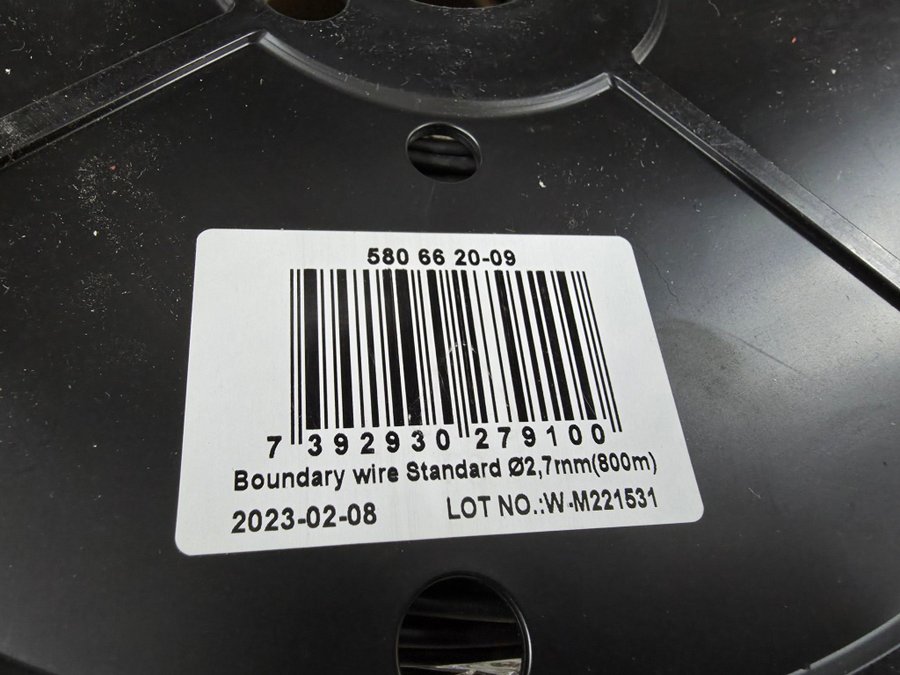 580 66 20-09
7 392930 279100
Boundary wire Standard Ø2,7mm(800m)
2023-02-08 LOT NO.:W-M221531